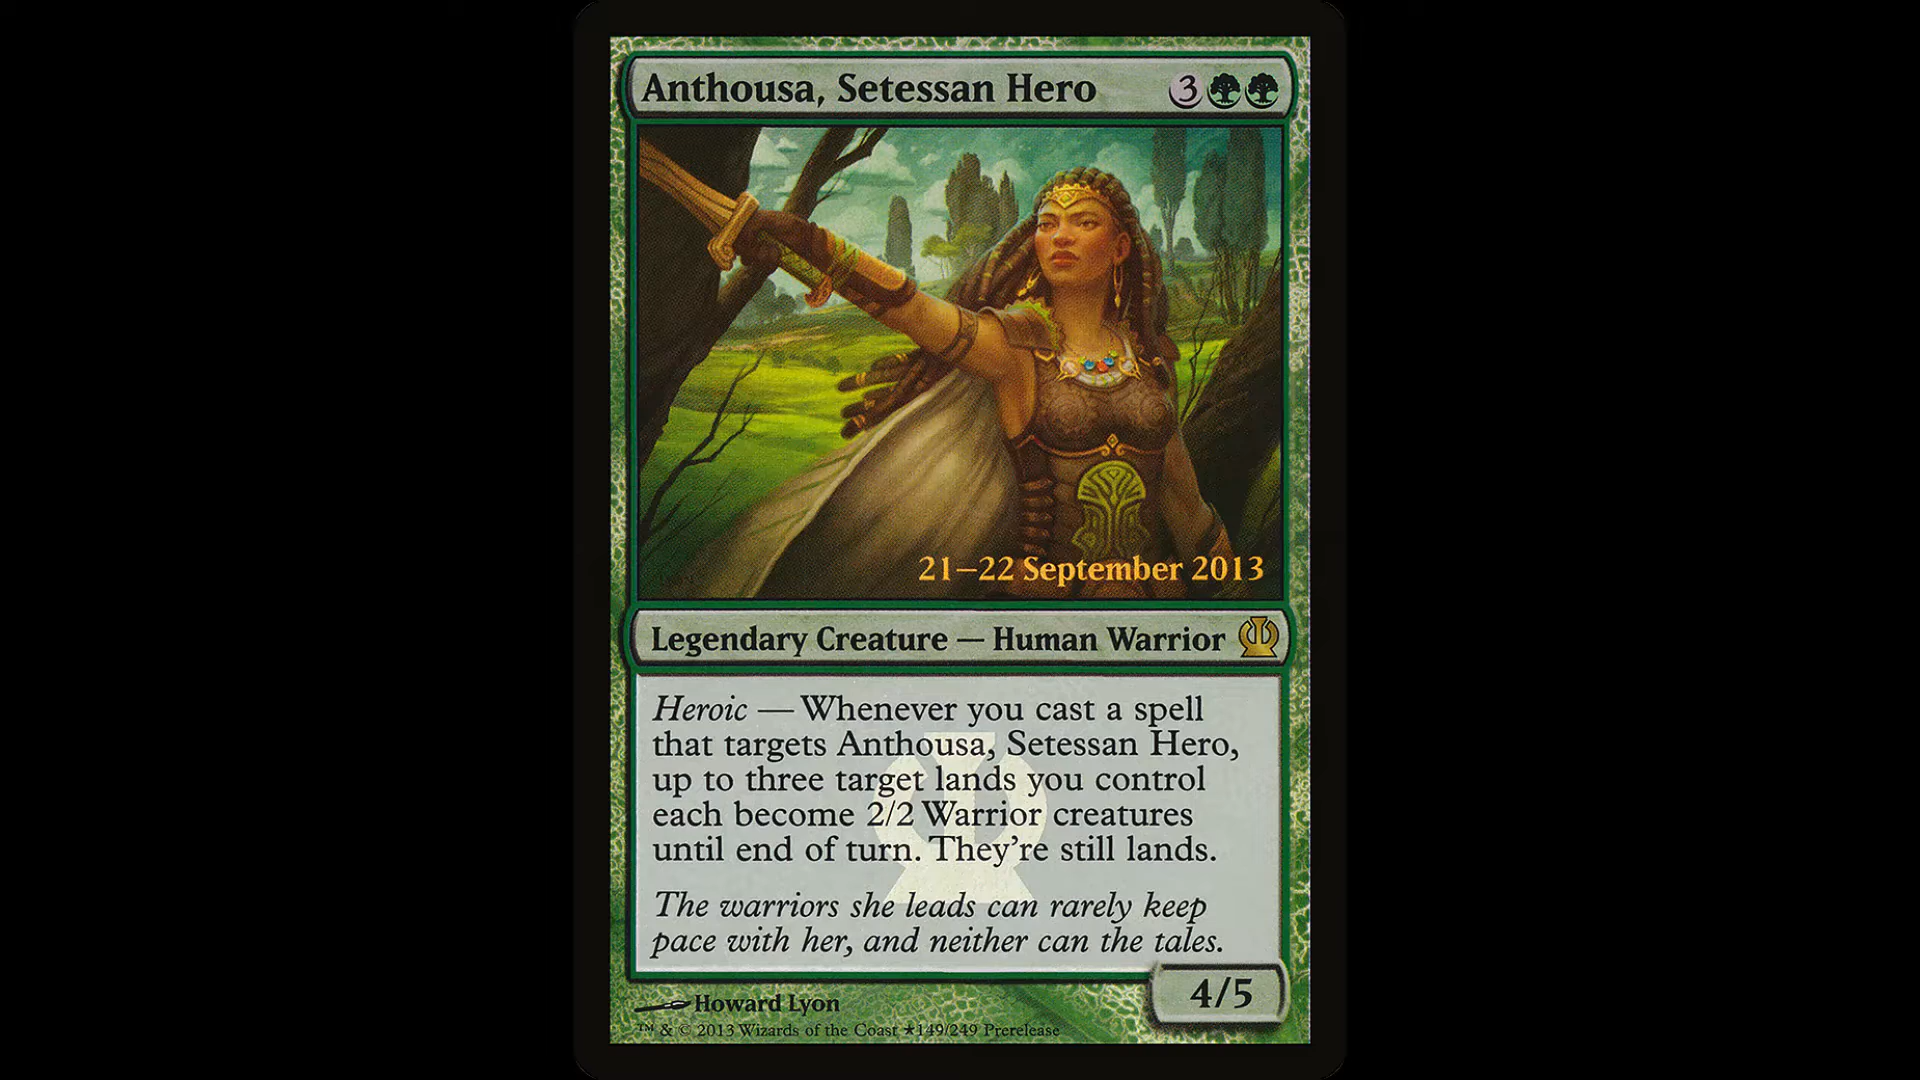 Anthousa, Setessan Hero 3
21–22 September 2013
Legendary Creature — Human Warrior
Heroic — Whenever you cast a spell
that targets Anthousa, Setessan Hero,
up to three target lands you control
each become 2/2 Warrior creatures
until end of turn. They're still lands.
The warriors she leads can rarely keep
pace with her, and neither can the tales.
4/5
Howard Lyon
™ & © 2013 Wizards of the Coast ★149/249 Prerelease